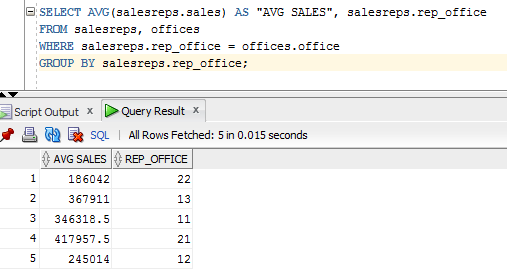 SELECT AVG(salesreps.sales) AS "AVG SALES", salesreps.rep_office
FROM salesreps, offices
WHERE salesreps.rep_office = offices.office
GROUP BY salesreps.rep_office;
Script Output x Query Result x
SQL | All Rows Fetched: 5 in 0.015 seconds
AVG SALES REP_OFFICE
1 186042 22
2 367911 13
3 346318.5 11
4 417957.5 21
5 245014 12